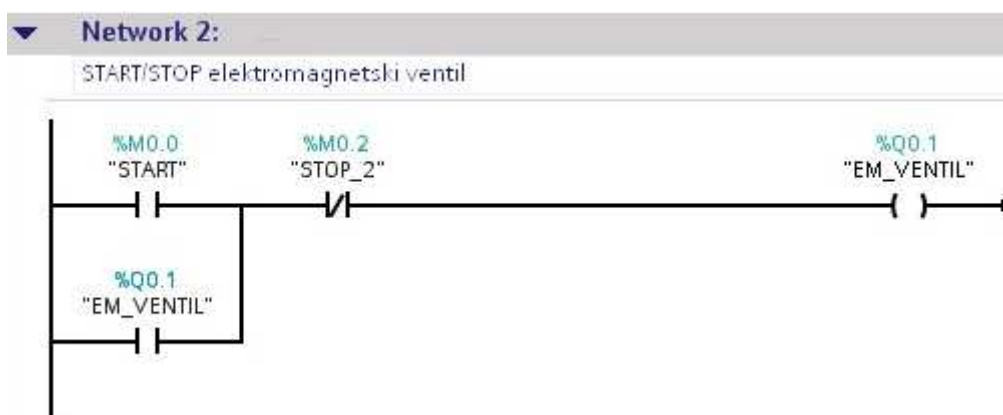 Network 2:
START/STOP elektromagnetski ventil
%M0.0
"START"
%M0.2
"STOP_2"
%Q0.1
"EM_VENTIL"
%Q0.1
"EM_VENTIL"